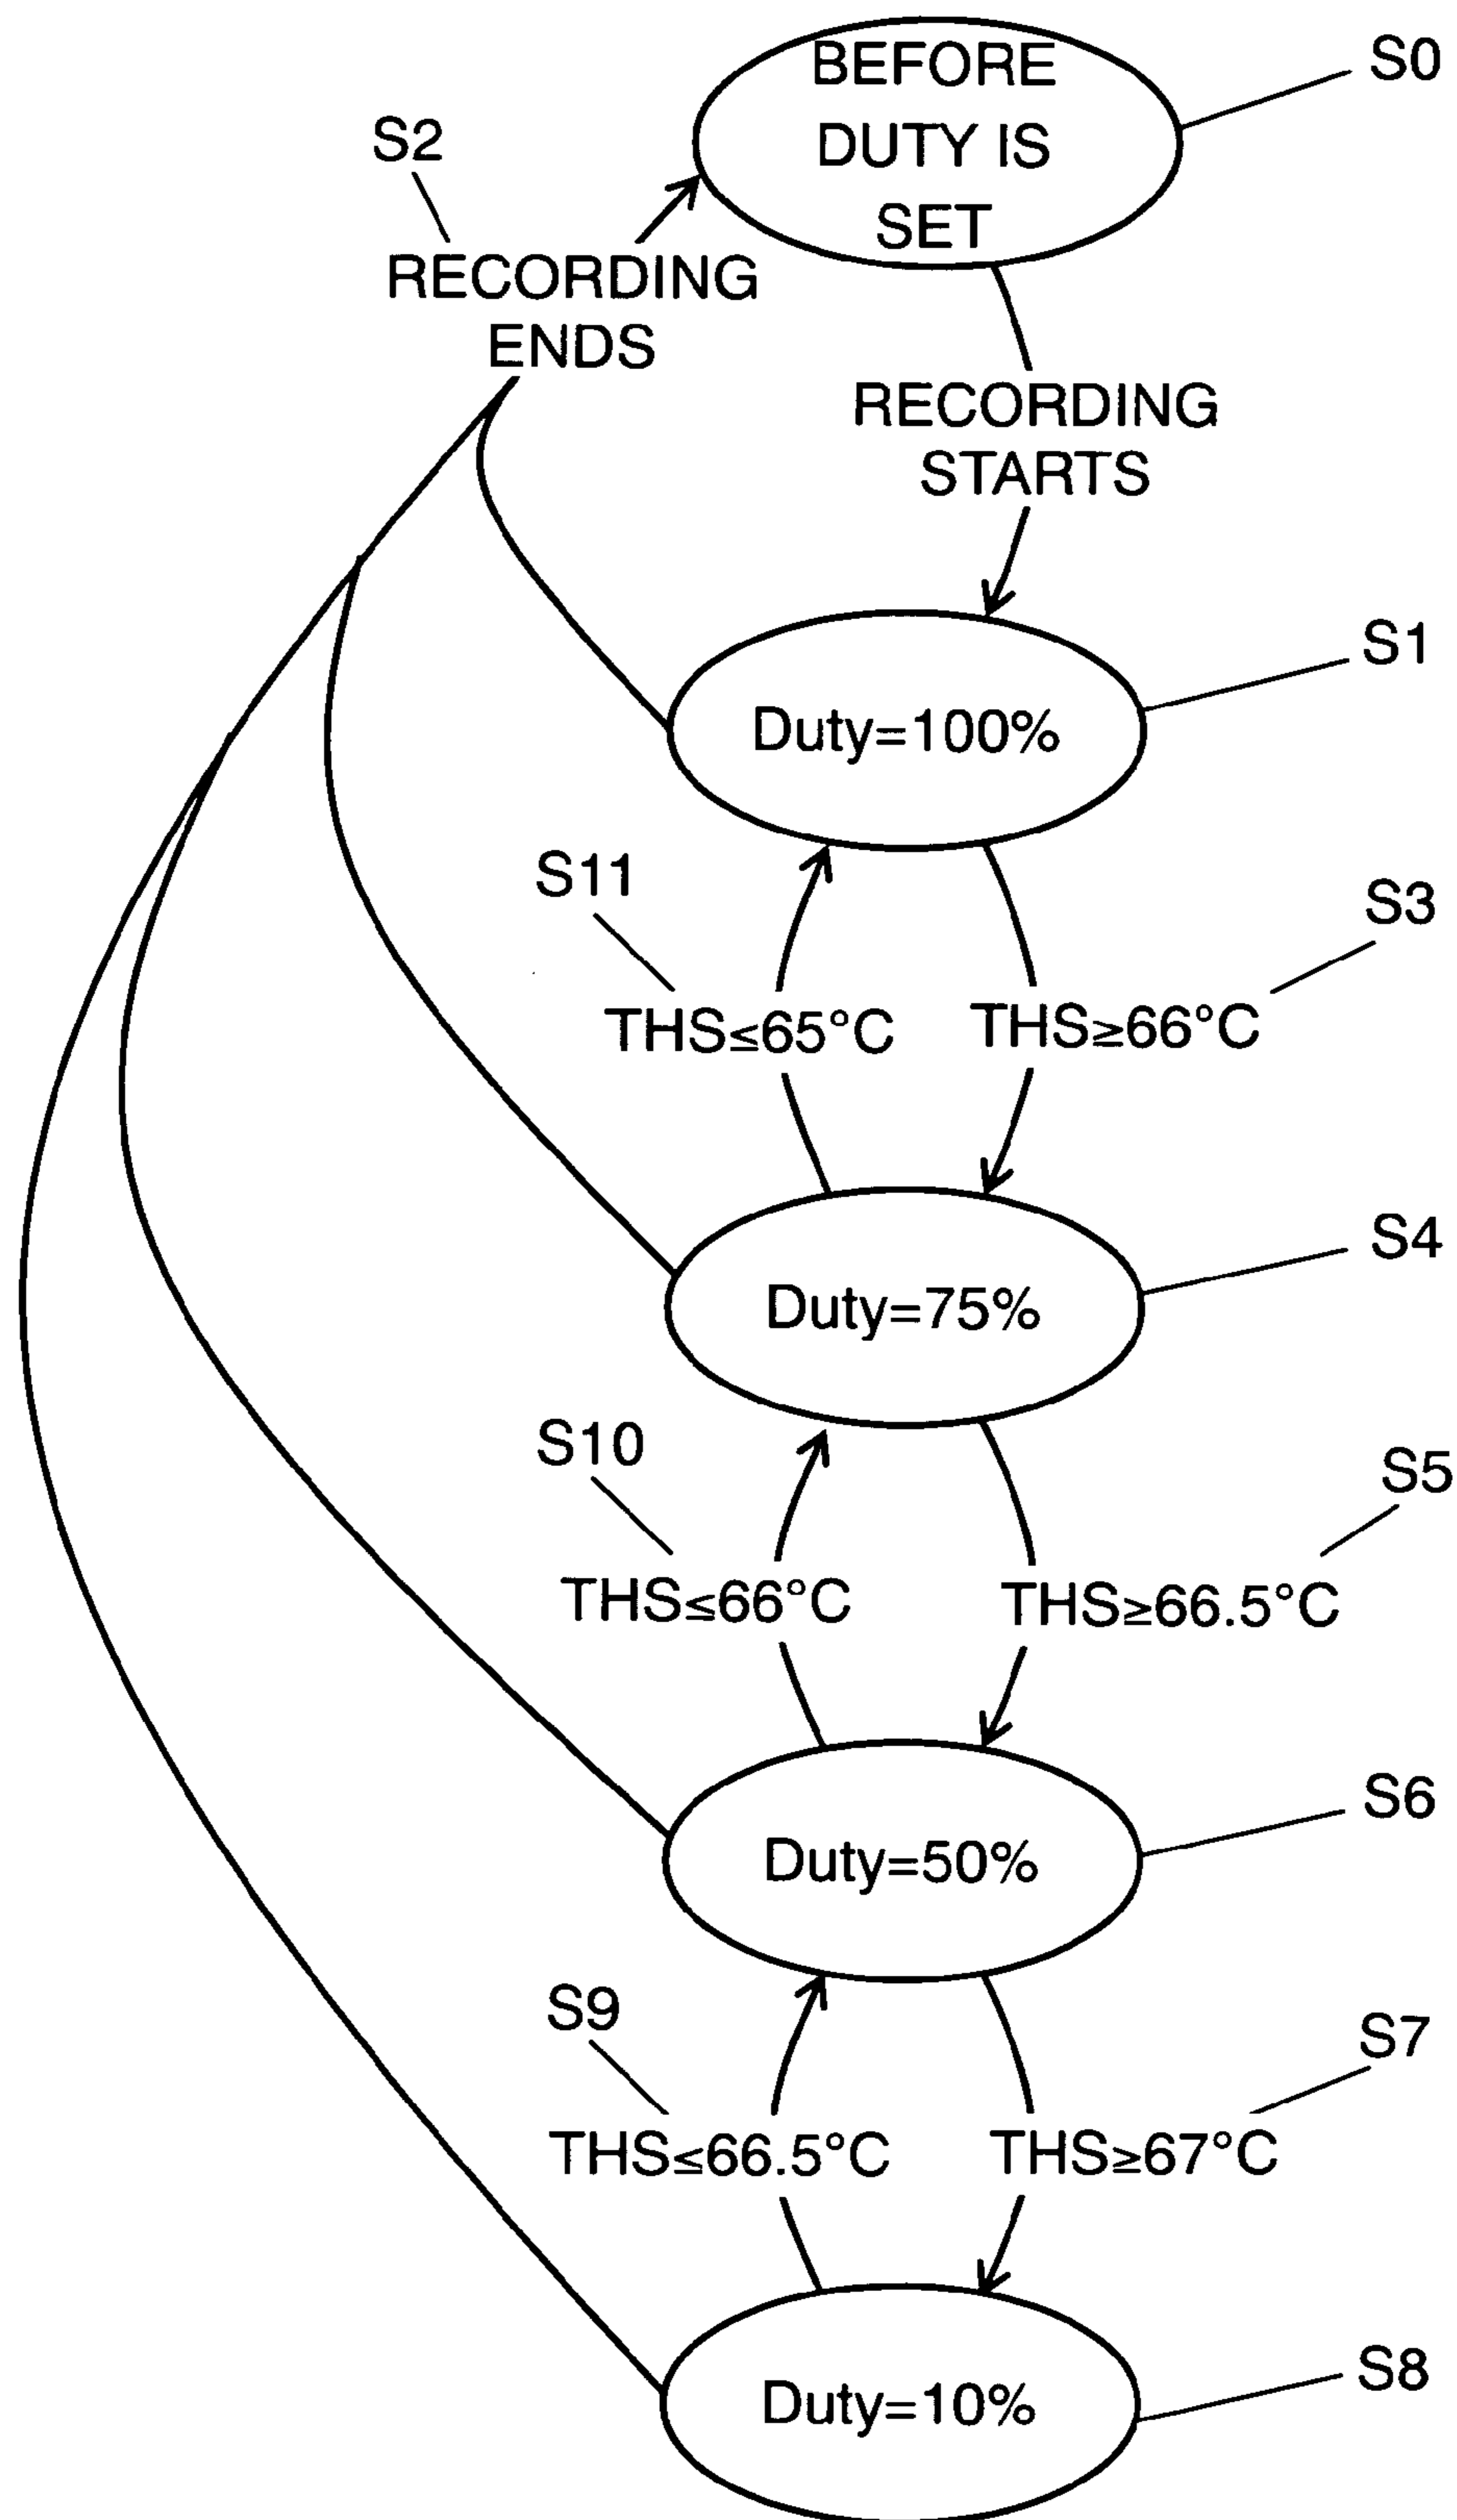 BEFORE
DUTY IS
SET
S0
S2
RECORDING
ENDS
RECORDING
STARTS
S1
Duty=100%
S11
S3
THS≤65°C
THS≥66°C
S4
Duty=75%
S10
S5
THS≤66°C
THS≥66.5°C
S6
Duty=50%
S9
S7
THS≤66.5°C
THS≥67°C
S8
Duty=10%